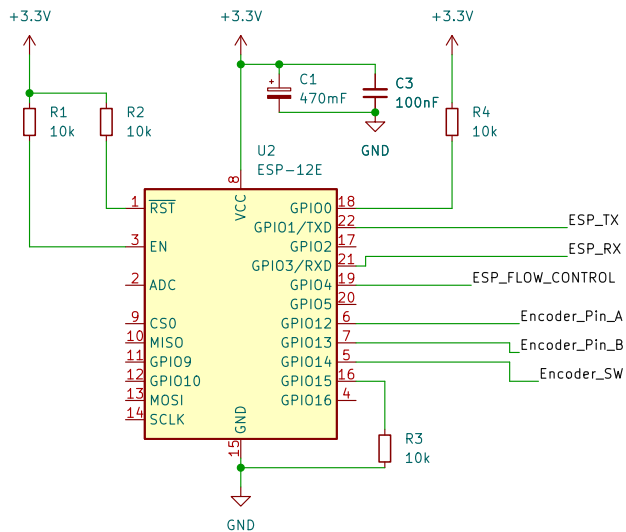 +3.3V
+3.3V
+3.3V
R1
10k
R2
10k
+
C1
470mF
C3
100nF
GND
R4
10k
U2
ESP-12E
8
VCC
1
RST
3
EN
2
ADC
9
CS0
10
MISO
11
GPIO9
12
GPIO10
13
MOSI
14
SCLK
GPIO0
18
GPIO1/TXD
22
GPIO2
17
GPIO3/RXD
21
GPIO4
19
GPIO5
20
GPIO12
6
GPIO13
7
GPIO14
5
GPIO15
16
GPIO16
4
GND
15
ESP_TX
ESP_RX
ESP_FLOW_CONTROL
Encoder_Pin_A
Encoder_Pin_B
Encoder_SW
R3
10k
GND